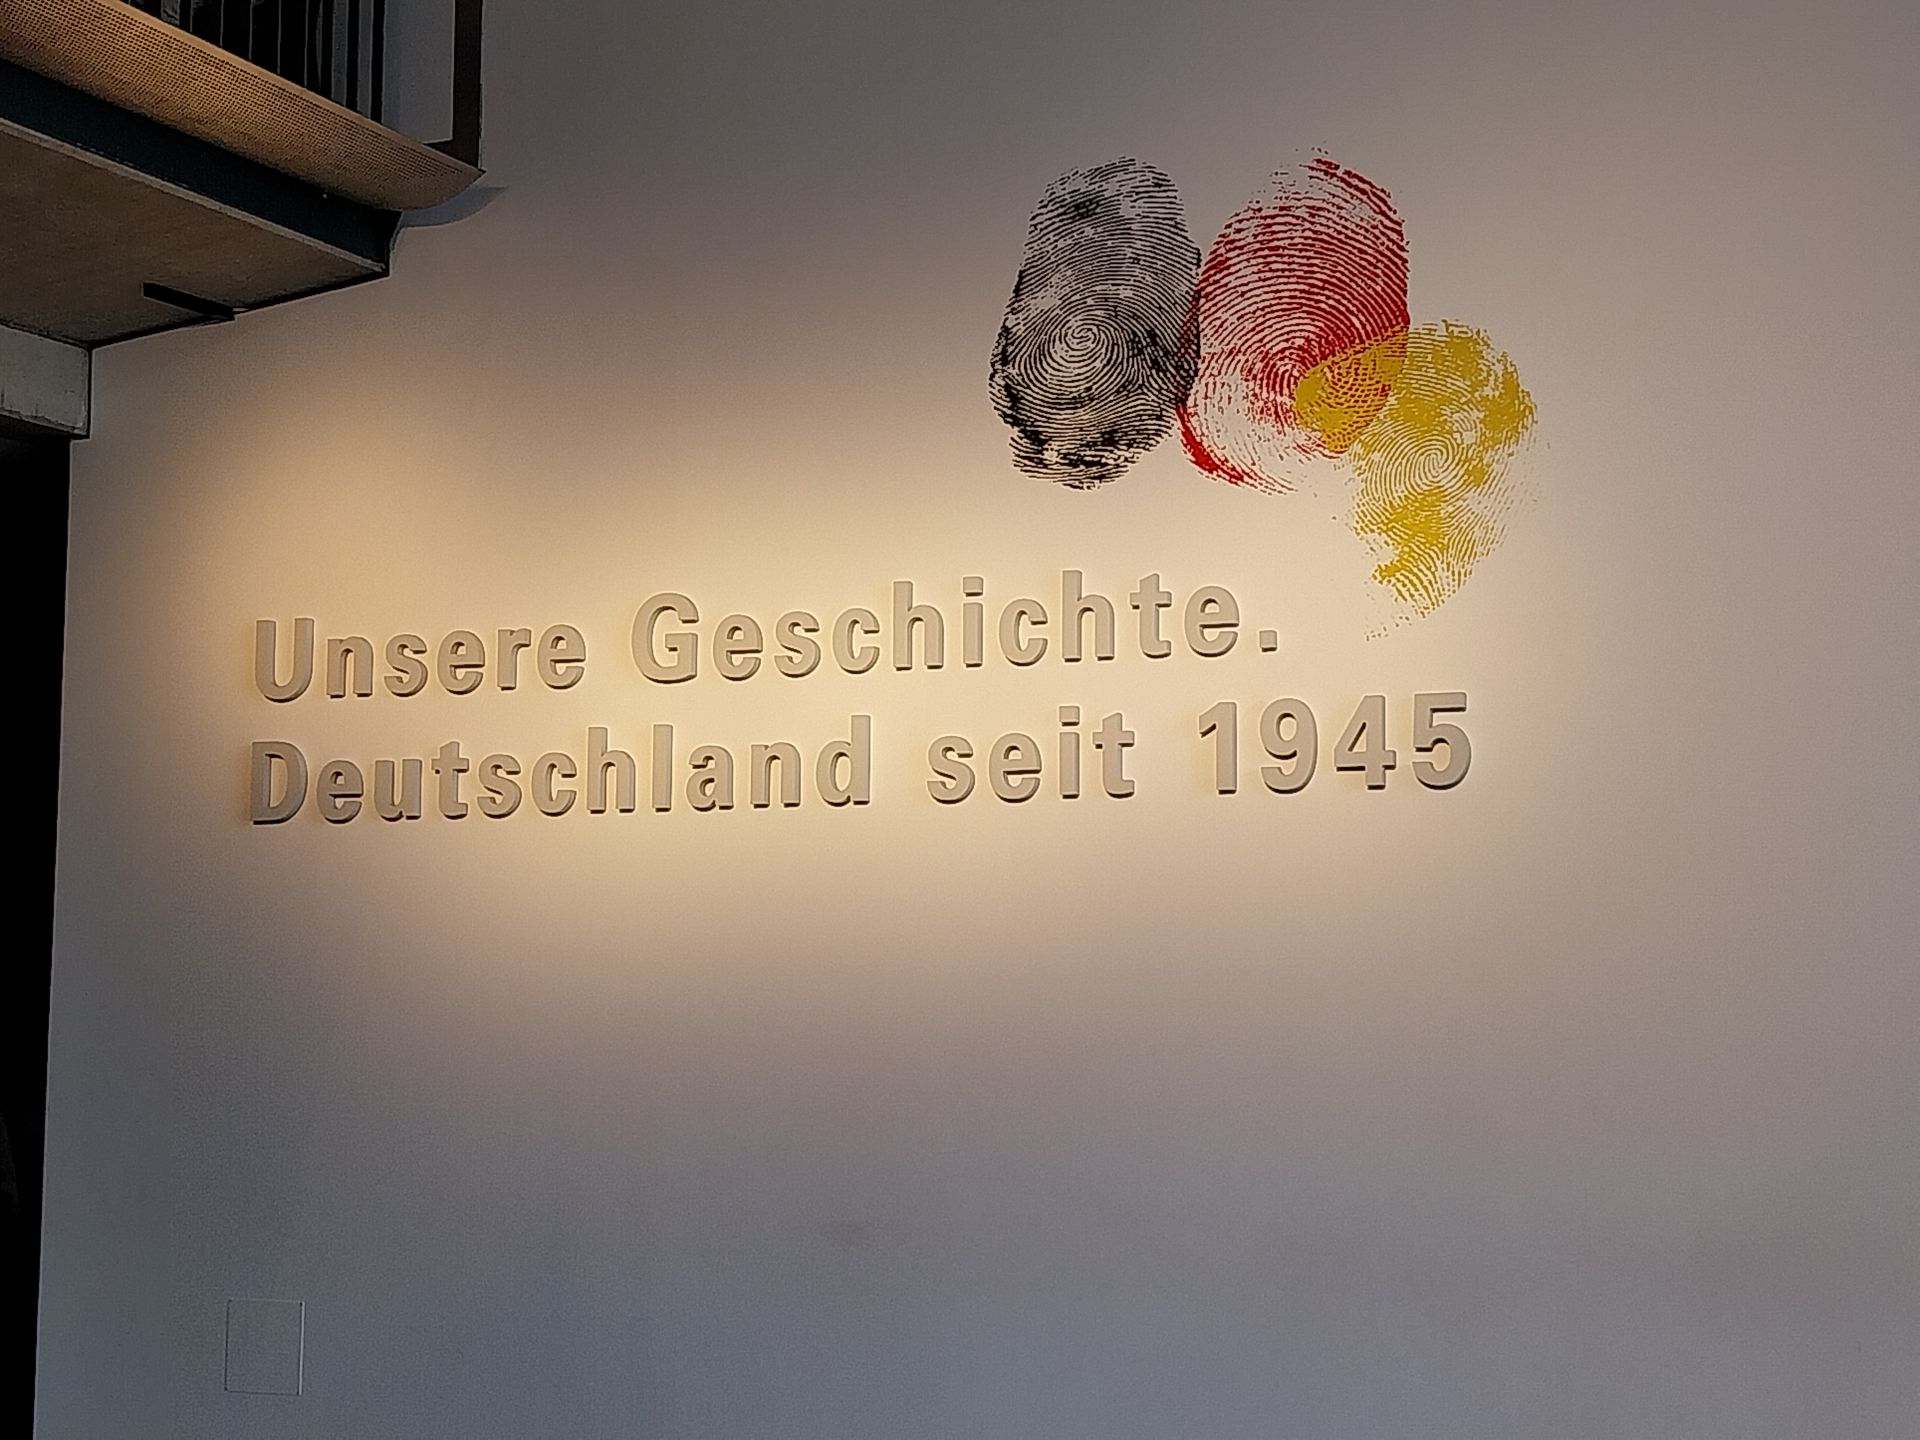 Unsere Geschichte.
Deutschland seit 1945